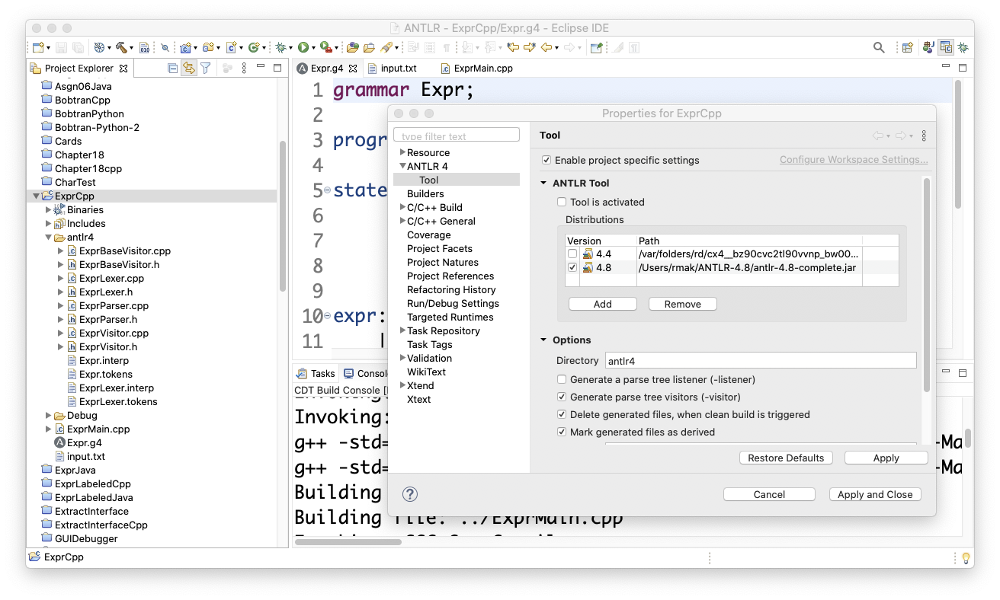 ANTLR - ExprCpp/Expr.g4 - Eclipse IDE
Project Explorer
Asgn06Java
BobtranCpp
BobtranPython
Bobtran-Python-2
Cards
Chapter18
Chapter18cpp
CharTest
ExprCpp
Binaries
Includes
antlr4
ExprBaseVisitor.cpp
ExprBaseVisitor.h
ExprLexer.cpp
ExprLexer.h
ExprParser.cpp
ExprParser.h
ExprVisitor.cpp
ExprVisitor.h
Expr.interp
Expr.tokens
ExprLexer.interp
ExprLexer.tokens
Debug
ExprMain.cpp
Expr.g4
input.txt
ExprJava
ExprLabeledCpp
ExprLabeledJava
ExtractInterface
ExtractInterfaceCpp
GUIDebugger
Expr.g4 input.txt ExprMain.cpp
1 grammar Expr;
2
3 progr
4
5 state
6
7
8
9
10 expr:
11 |
Tasks Conso
CDT Build Console [
Invoking:
g++ -std= -Ma
g++ -std= -Ma
Building
Building file: ../ExprMain.cpp
Properties for ExprCpp
type filter text
Resource
ANTLR 4
Tool
Builders
C/C++ Build
C/C++ General
Coverage
Project Facets
Project Natures
Project References
Refactoring History
Run/Debug Settings
Targeted Runtimes
Task Repository
Task Tags
Validation
WikiText
Xtend
Xtext
Tool
Enable project specific settings Configure Workspace Settings...
ANTLR Tool
Tool is activated
Distributions
Version Path
4.4 /var/folders/rd/cx4__bz90cvc2tl90vvnp_bw00...
4.8 /Users/rmak/ANTLR-4.8/antlr-4.8-complete.jar
Add Remove
Options
Directory antlr4
Generate a parse tree listener (-listener)
Generate parse tree visitors (-visitor)
Delete generated files, when clean build is triggered
Mark generated files as derived
Restore Defaults Apply
? Cancel Apply and Close
ExprCpp